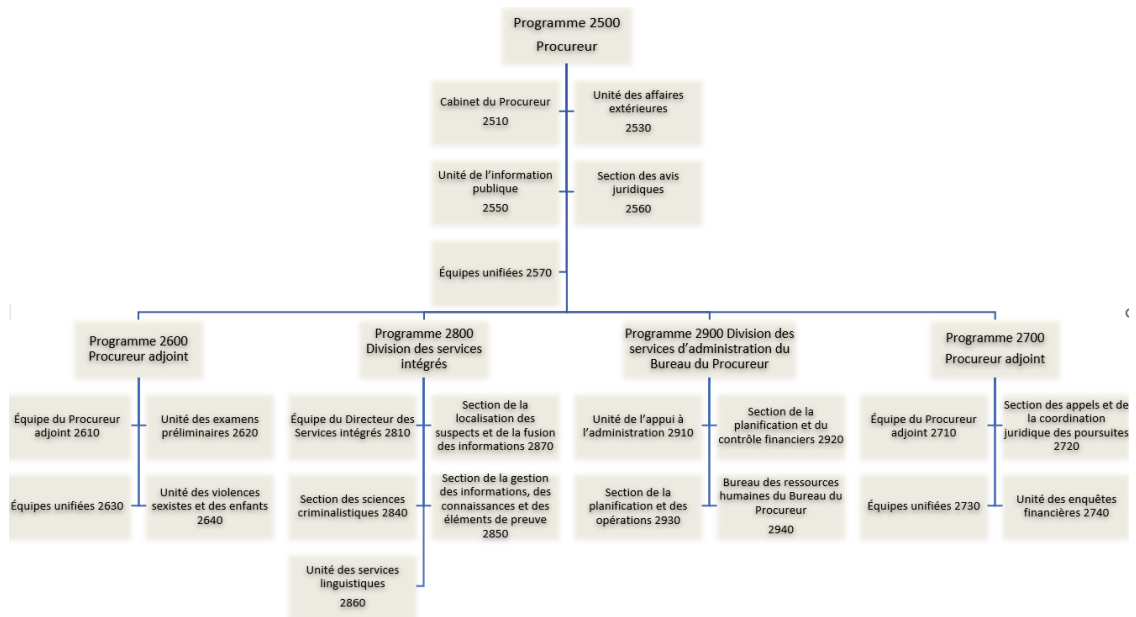 Programme 2500
Procureur
Cabinet du Procureur
2510
Unité des affaires
extérieures
2530
Unité de l'information
publique
2550
Section des avis
juridiques
2560
Équipes unifiées 2570
Programme 2600
Procureur adjoint
Programme 2800
Division des services
intégrés
Programme 2900 Division des
services d'administration du
Bureau du Procureur
Programme 2700
Procureur adjoint
Équipe du Procureur
adjoint 2610
Unité des examens
préliminaires 2620
Équipes unifiées 2630
Unité des violences
sexistes et des enfants
2640
Équipe du Directeur des
Services intégrés 2810
Section de la
localisation des
suspects et de la fusion
des informations 2870
Section des sciences
criminalistiques 2840
Section de la gestion
des informations, des
connaissances et des
éléments de preuve
2850
Unité des services
linguistiques
2860
Unité de l'appui à
l'administration 2910
Section de la
planification et du
contrôle financiers 2920
Section de la
planification et des
opérations 2930
Bureau des ressources
humaines du Bureau du
Procureur
2940
Équipe du Procureur
adjoint 2710
Section des appels et de
la coordination
juridique des poursuites
2720
Équipes unifiées 2730
Unité des enquêtes
financières 2740